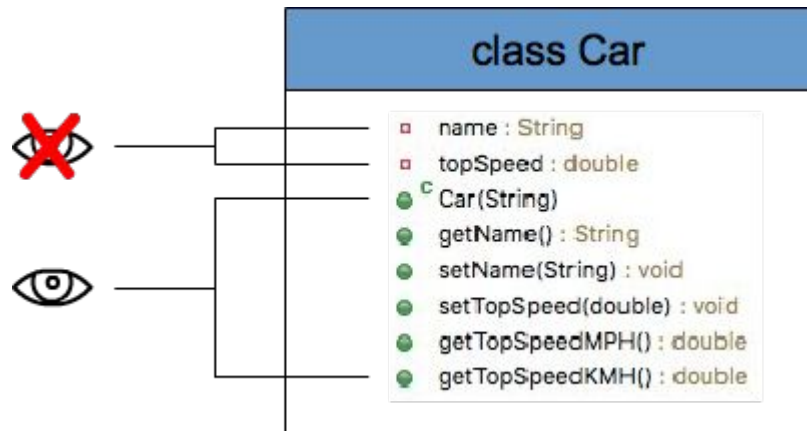 class Car
name : String
topSpeed : double
C Car(String)
getName() : String
setName(String) : void
setTopSpeed(double) : void
getTopSpeedMPH() : double
getTopSpeedKMH() : double